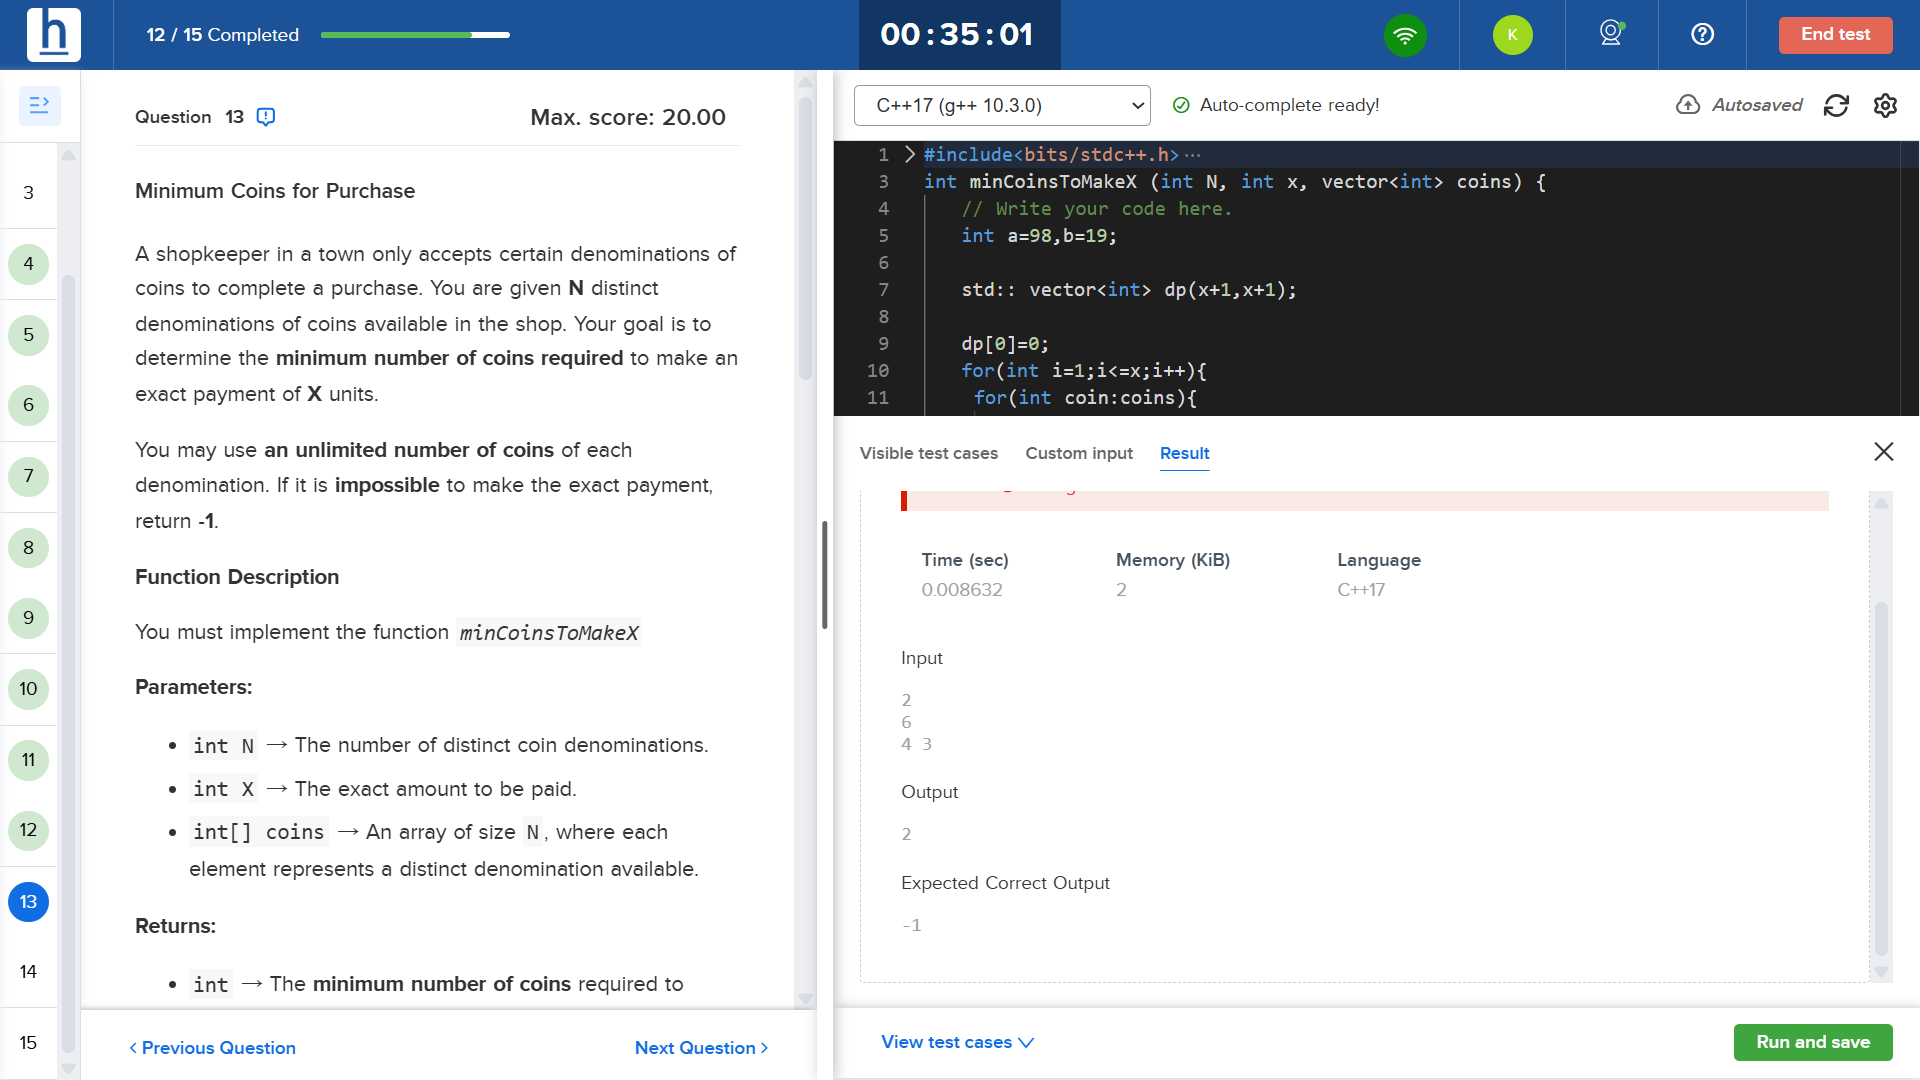 h
12 / 15 Completed
00:35:01
K
End test
3
4
5
6
7
8
9
10
11
12
13
14
15
Question 13
Max. score: 20.00
Minimum Coins for Purchase
A shopkeeper in a town only accepts certain denominations of
coins to complete a purchase. You are given N distinct
denominations of coins available in the shop. Your goal is to
determine the minimum number of coins required to make an
exact payment of X units.
You may use an unlimited number of coins of each
denomination. If it is impossible to make the exact payment,
return -1.
Function Description
You must implement the function minCoinsToMakeX
Parameters:
• int N → The number of distinct coin denominations.
• int X → The exact amount to be paid.
• int[] coins → An array of size N, where each
element represents a distinct denomination available.
Returns:
• int → The minimum number of coins required to
< Previous Question
Next Question >
C++17 (g++ 10.3.0)
Auto-complete ready!
Autosaved
1 #include<bits/stdc++.h>···
3 int minCoinsToMakeX (int N, int x, vector<int> coins) {
4 // Write your code here.
5 int a=98,b=19;
6
7 std:: vector<int> dp(x+1,x+1);
8
9 dp[0]=0;
10 for(int i=1;i<=x;i++){
11 for(int coin:coins){
Visible test cases Custom input Result
Time (sec) Memory (KiB) Language
0.008632 2 C++17
Input
2
6
4 3
Output
2
Expected Correct Output
-1
View test cases
Run and save